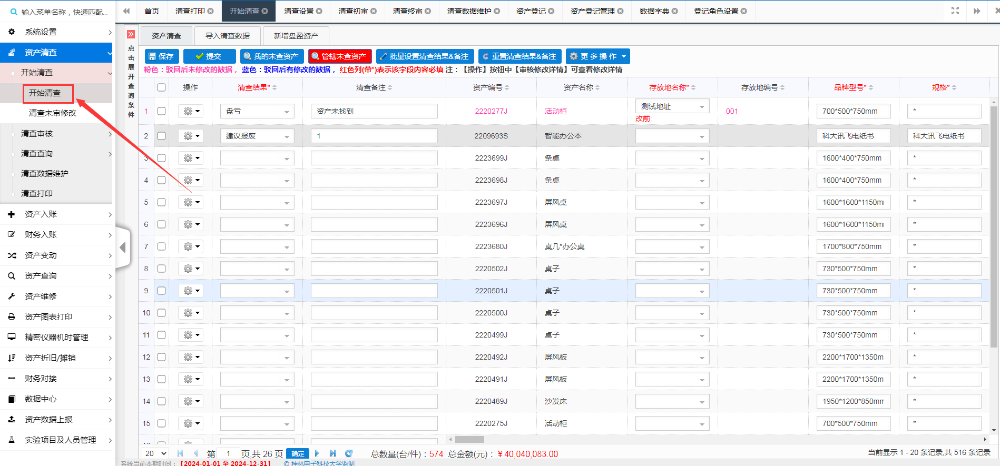 输入菜单名称，快速匹配...
首页 清查打印 开始清查 清查设置 清查初审 清查终审 清查数据维护 资产登记 资产登记管理 数据字典 登记角色设置
系统设置
资产清查
开始清查
开始清查
清查未审修改
清查审核
清查查询
清查数据维护
清查打印
资产入账
财务入账
资产变动
资产查询
资产维修
资产图表打印
精密仪器机时管理
资产折旧/摊销
财务对接
数据中心
资产数据上报
实验项目及人员管理
点击展开查询条件
资产清查 导入清查数据 新增盘盈资产
保存 提交 我的未查资产 管辖未查资产 批量设置清查结果&备注 重置清查结果&备注 更多操作
粉色：驳回后未修改的数据， 蓝色：驳回后有修改的数据， 红色列(带*)表示该字段内容必填 注：【操作】按钮中【审核修改详情】可查看修改详情
操作 清查结果* 清查备注 资产编号 资产名称 存放地名称* 存放地编号 品牌型号* 规格*
1 盘亏 资产未找到 2220277J 活动柜 测试地址 001 700*500*750mm *
改前:
2 建议报废 1 2209693S 智能办公本 科大讯飞电纸书 科大讯飞电纸书
3 2223699J 条桌 1600*400*750mm *
4 2223698J 条桌 1600*400*750mm *
5 2223697J 屏风桌 1600*1600*1150m *
6 2223696J 屏风桌 1600*1600*1150m *
7 2223680J 桌几*办公桌 1700*800*750mm *
8 2220502J 桌子 730*500*750mm *
9 2220501J 桌子 730*500*750mm *
10 2220500J 桌子 730*500*750mm *
11 2220499J 桌子 730*500*750mm *
12 2220492J 屏风板 2200*1700*1350m *
13 2220491J 屏风板 2200*1700*1350m *
14 2220489J 沙发床 1950*1200*850mm *
15 2220275J 活动柜 700*500*750mm *
20 第 1 页,共 26 页 确定 总数量(台/件)：574 总金额(元)：￥40,040,083.00 当前显示 1 - 20 条记录,共 516 条记录
系统当前本期时间：【2024-01-01 至 2024-12-31】 © 桂林电子科技大学监制